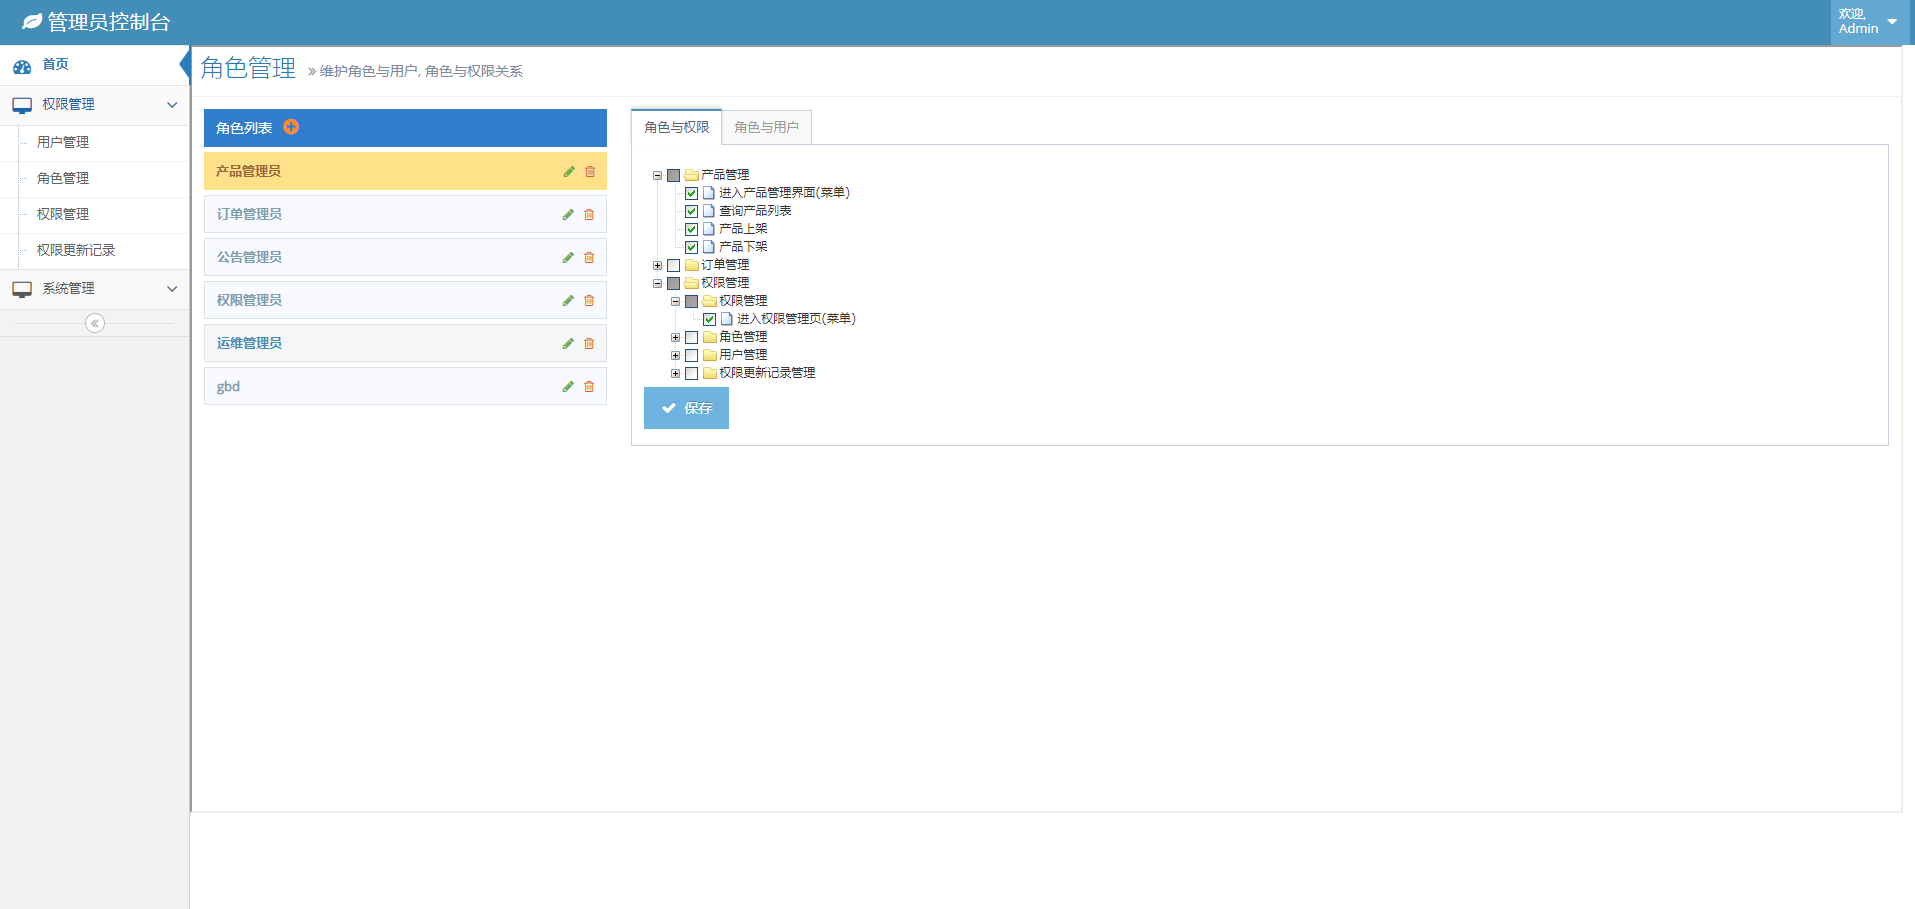 管理员控制台
欢迎,
Admin
首页
权限管理
用户管理
角色管理
权限管理
权限更新记录
系统管理
角色管理 » 维护角色与用户, 角色与权限关系
角色列表
产品管理员
订单管理员
公告管理员
权限管理员
运维管理员
gbd
角色与权限 角色与用户
产品管理
进入产品管理界面(菜单)
查询产品列表
产品上架
产品下架
订单管理
权限管理
权限管理
进入权限管理页(菜单)
角色管理
用户管理
权限更新记录管理
保存